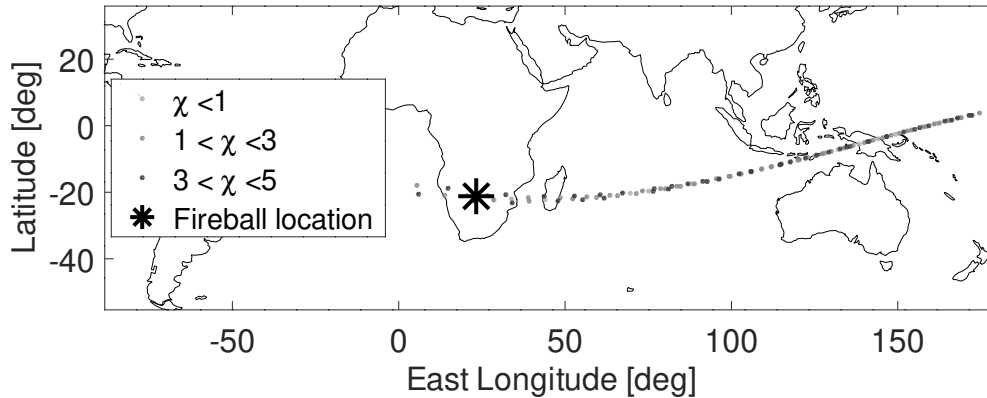 Latitude [deg]
20
0
-20
-40
χ <1
1 < χ <3
3 < χ <5
Fireball location
-50
0
50
100
150
East Longitude [deg]